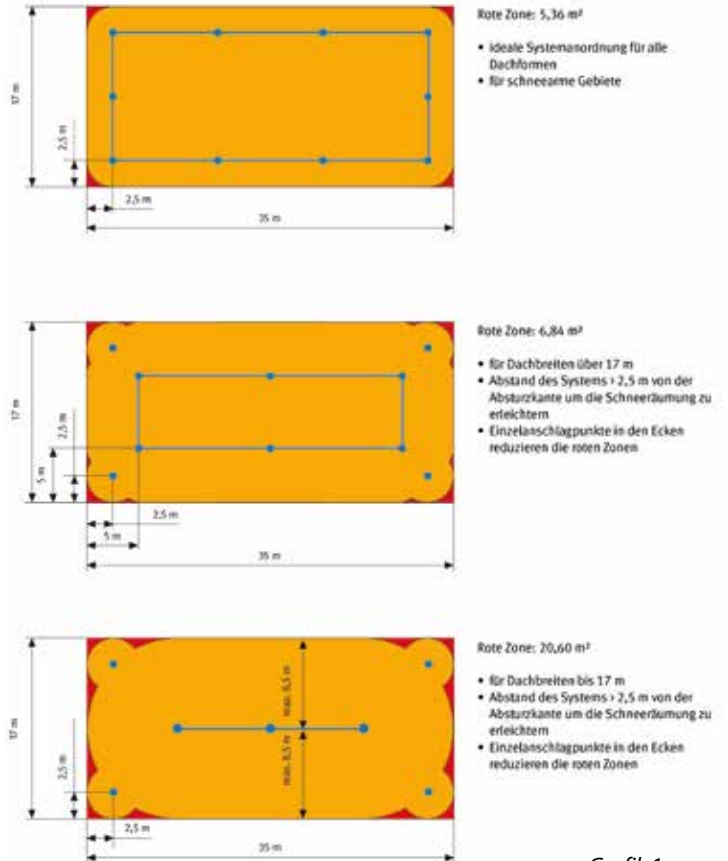 Rote Zone: 5,36 m²
• ideale Systemanordnung für alle
Dachformen
• für schneearme Gebiete
17 m
2,5 m
2,5 m
35 m
Rote Zone: 6,84 m²
• für Dachbreiten über 17 m
• Abstand des Systems > 2,5 m von der
Absturzkante um die Schneeräumung zu
erleichtern
• Einzelanschlagpunkte in den Ecken
reduzieren die roten Zonen
17 m
2,5 m
5 m
2,5 m
5 m
35 m
Rote Zone: 20,60 m²
• für Dachbreiten bis 17 m
• Abstand des Systems > 2,5 m von der
Absturzkante um die Schneeräumung zu
erleichtern
• Einzelanschlagpunkte in den Ecken
reduzieren die roten Zonen
max. 8,5 m
max. 8,5 m
17 m
2,5 m
2,5 m
35 m